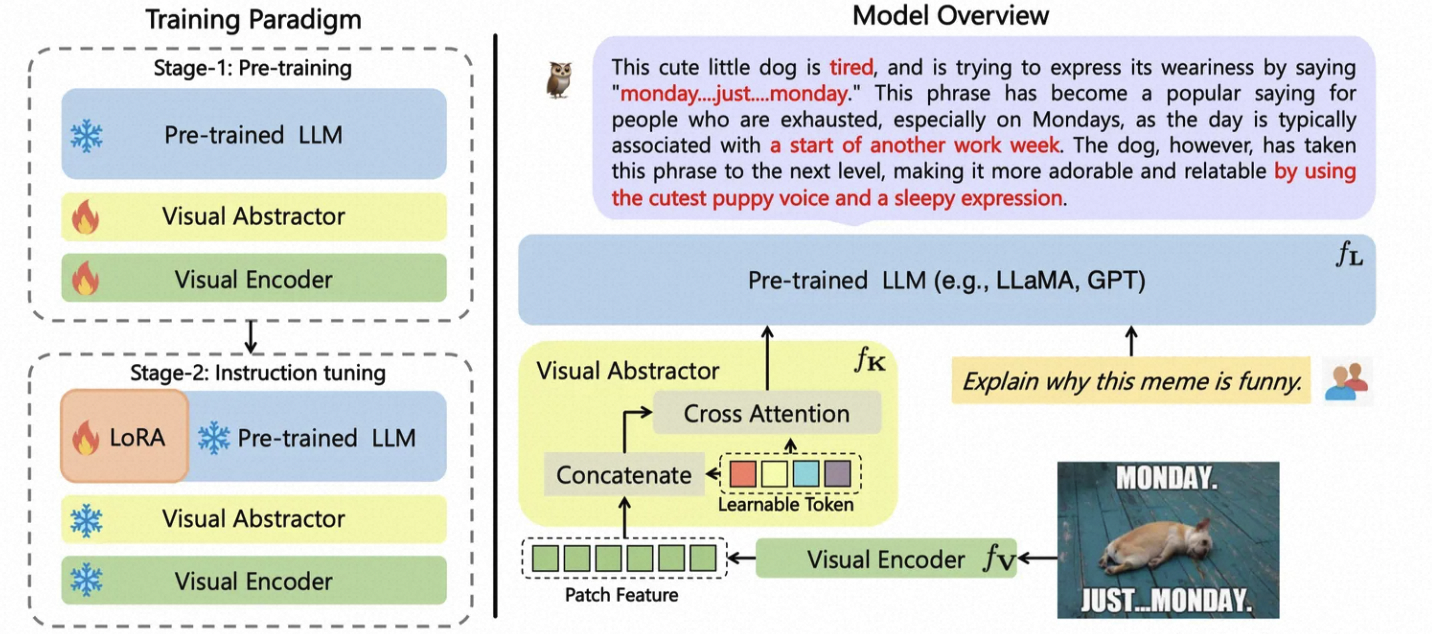 Training Paradigm
Stage-1: Pre-training
Pre-trained LLM
Visual Abstractor
Visual Encoder
Stage-2: Instruction tuning
LoRA
Pre-trained LLM
Visual Abstractor
Visual Encoder
Model Overview
This cute little dog is tired, and is trying to express its weariness by saying
"monday....just....monday." This phrase has become a popular saying for
people who are exhausted, especially on Mondays, as the day is typically
associated with a start of another work week. The dog, however, has taken
this phrase to the next level, making it more adorable and relatable by using
the cutest puppy voice and a sleepy expression.
Pre-trained LLM (e.g., LLaMA, GPT)
fL
Visual Abstractor
fK
Cross Attention
Concatenate
Learnable Token
Patch Feature
Visual Encoder fV
Explain why this meme is funny.
MONDAY.
JUST...MONDAY.